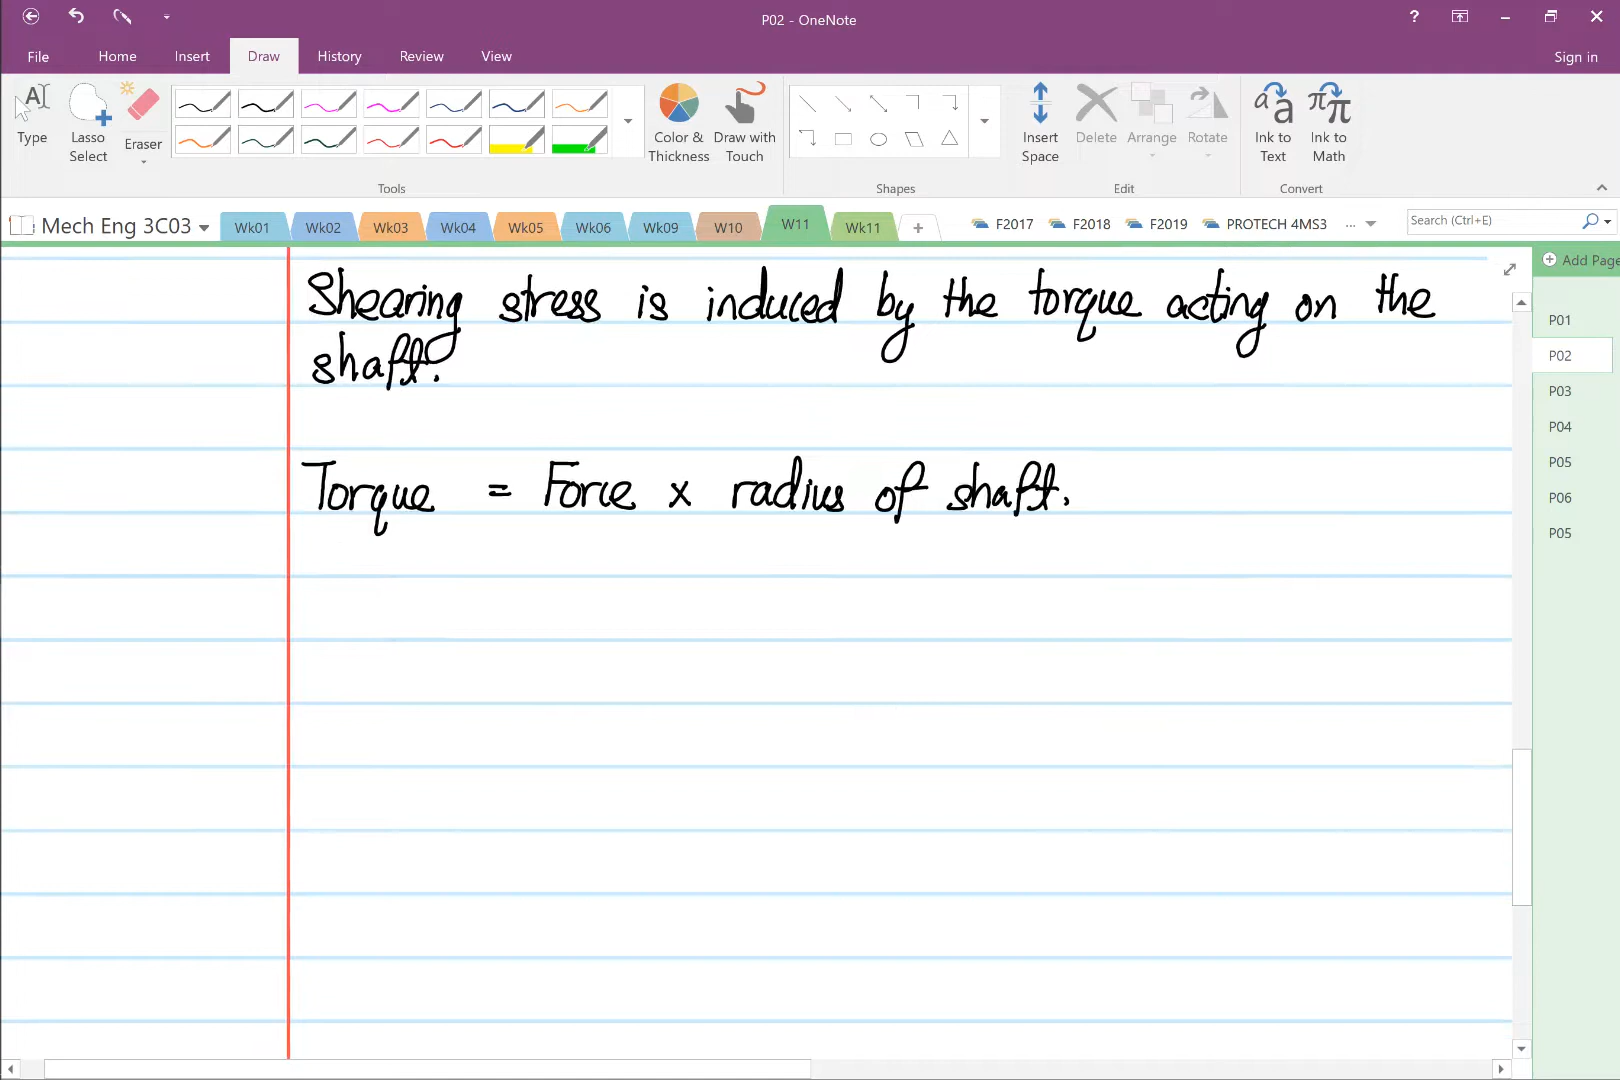 P02 - OneNote
?
File Home Insert Draw History Review View Sign in
Type Lasso Select Eraser Color & Thickness Draw with Touch Insert Space Delete Arrange Rotate Ink to Text Ink to Math
Tools Shapes Edit Convert
Mech Eng 3C03 Wk01 Wk02 Wk03 Wk04 Wk05 Wk06 Wk09 W10 W11 Wk11 + F2017 F2018 F2019 PROTECH 4MS3 ... Search (Ctrl+E)
Add Page
P01
P02
P03
P04
P05
P06
P05
Shearing stress is induced by the torque acting on the
shaft.
Torque = Force x radius of shaft.